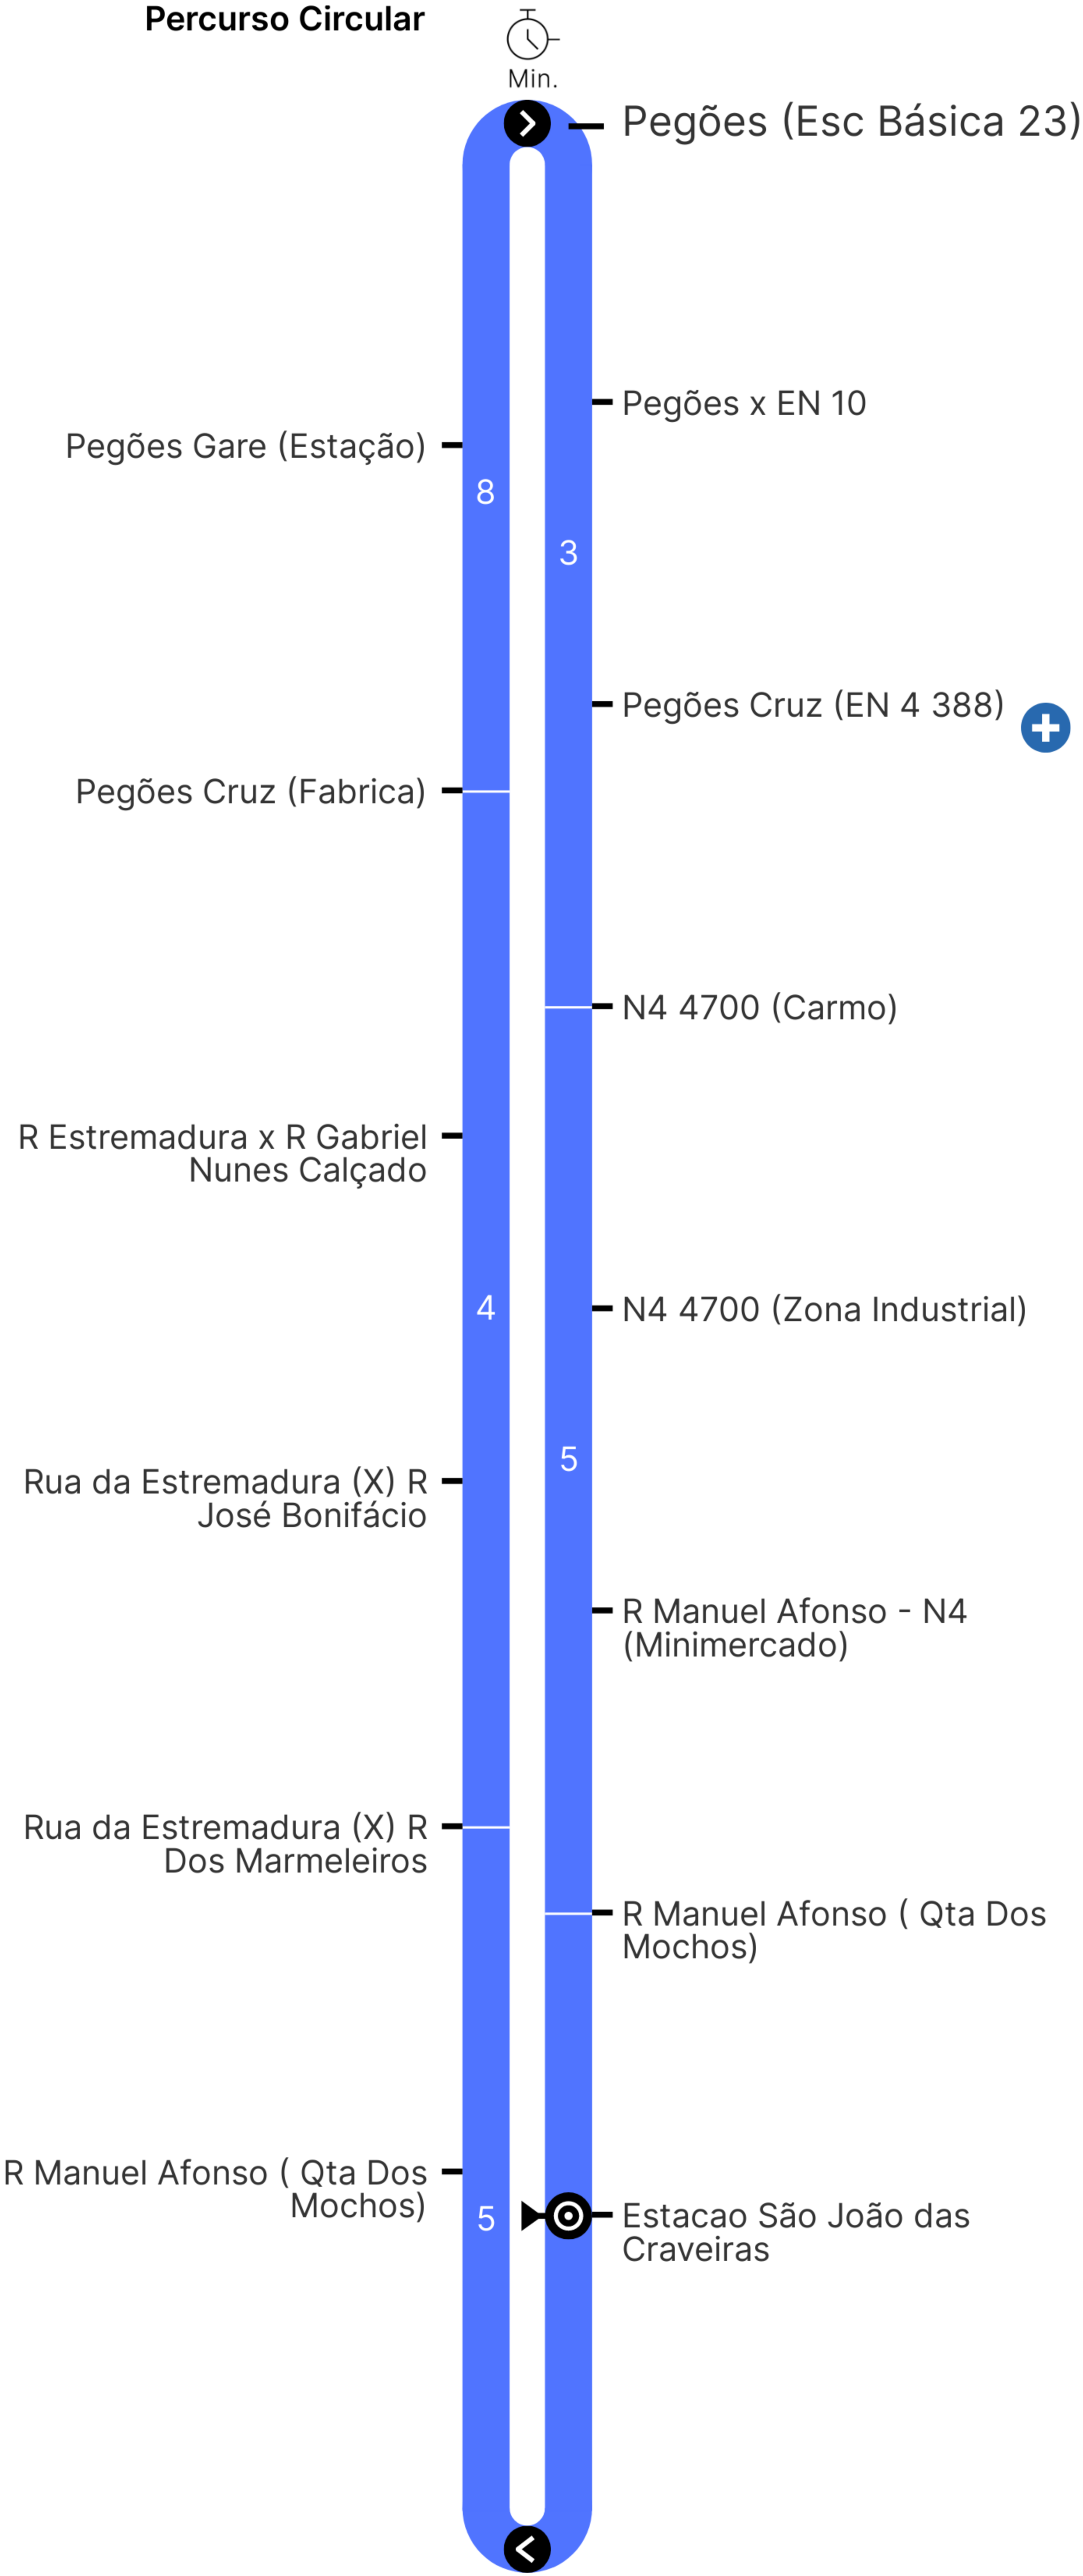 Percurso Circular
Min.
Pegões (Esc Básica 23)
Pegões x EN 10
Pegões Gare (Estação)
8
3
Pegões Cruz (EN 4 388)
Pegões Cruz (Fabrica)
N4 4700 (Carmo)
R Estremadura x R Gabriel
Nunes Calçado
4
N4 4700 (Zona Industrial)
5
Rua da Estremadura (X) R
José Bonifácio
R Manuel Afonso - N4
(Minimercado)
Rua da Estremadura (X) R
Dos Marmeleiros
R Manuel Afonso ( Qta Dos
Mochos)
R Manuel Afonso ( Qta Dos
Mochos)
5
Estacao São João das
Craveiras